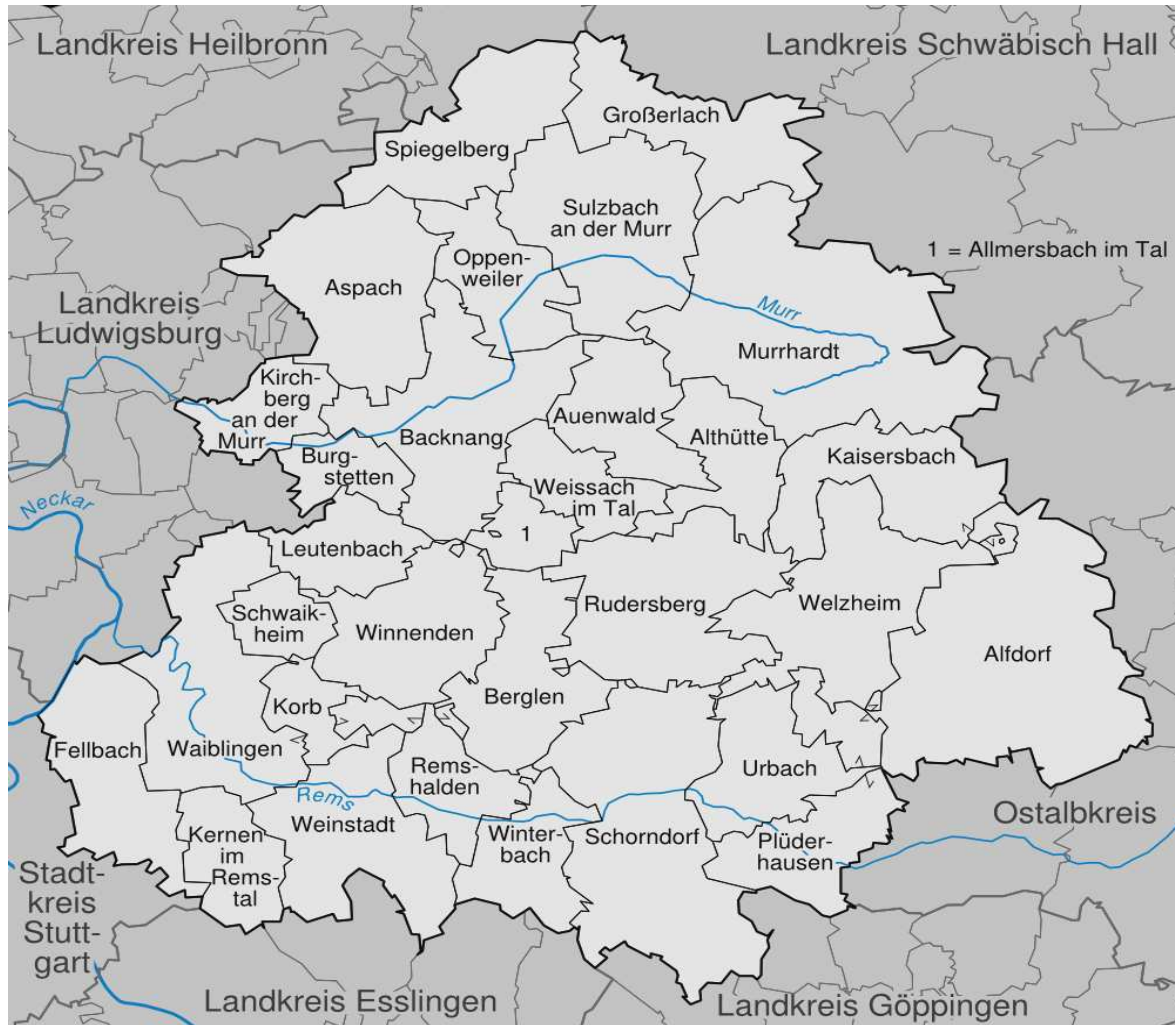 Landkreis Heilbronn
Landkreis Schwäbisch Hall
Großerlach
Spiegelberg
Sulzbach
an der Murr
1 = Allmersbach im Tal
Oppen-
weiler
Aspach
Landkreis
Ludwigsburg
Murr
Murrhardt
Kirch-
berg
an der
Murr
Auenwald
Backnang
Althütte
Kaisersbach
Burg-
stetten
Weissach
im Tal
Neckar
1
Leutenbach
Schwaik-
heim
Winnenden
Rudersberg
Welzheim
Alfdorf
Korb
Berglen
Fellbach
Waiblingen
Rems-
halden
Urbach
Rems
Weinstadt
Ostalbkreis
Kernen
im
Rems-
tal
Winter-
bach
Schorndorf
Plüder-
hausen
Stadt-
kreis
Stutt-
gart
Landkreis Esslingen
Landkreis Göppingen